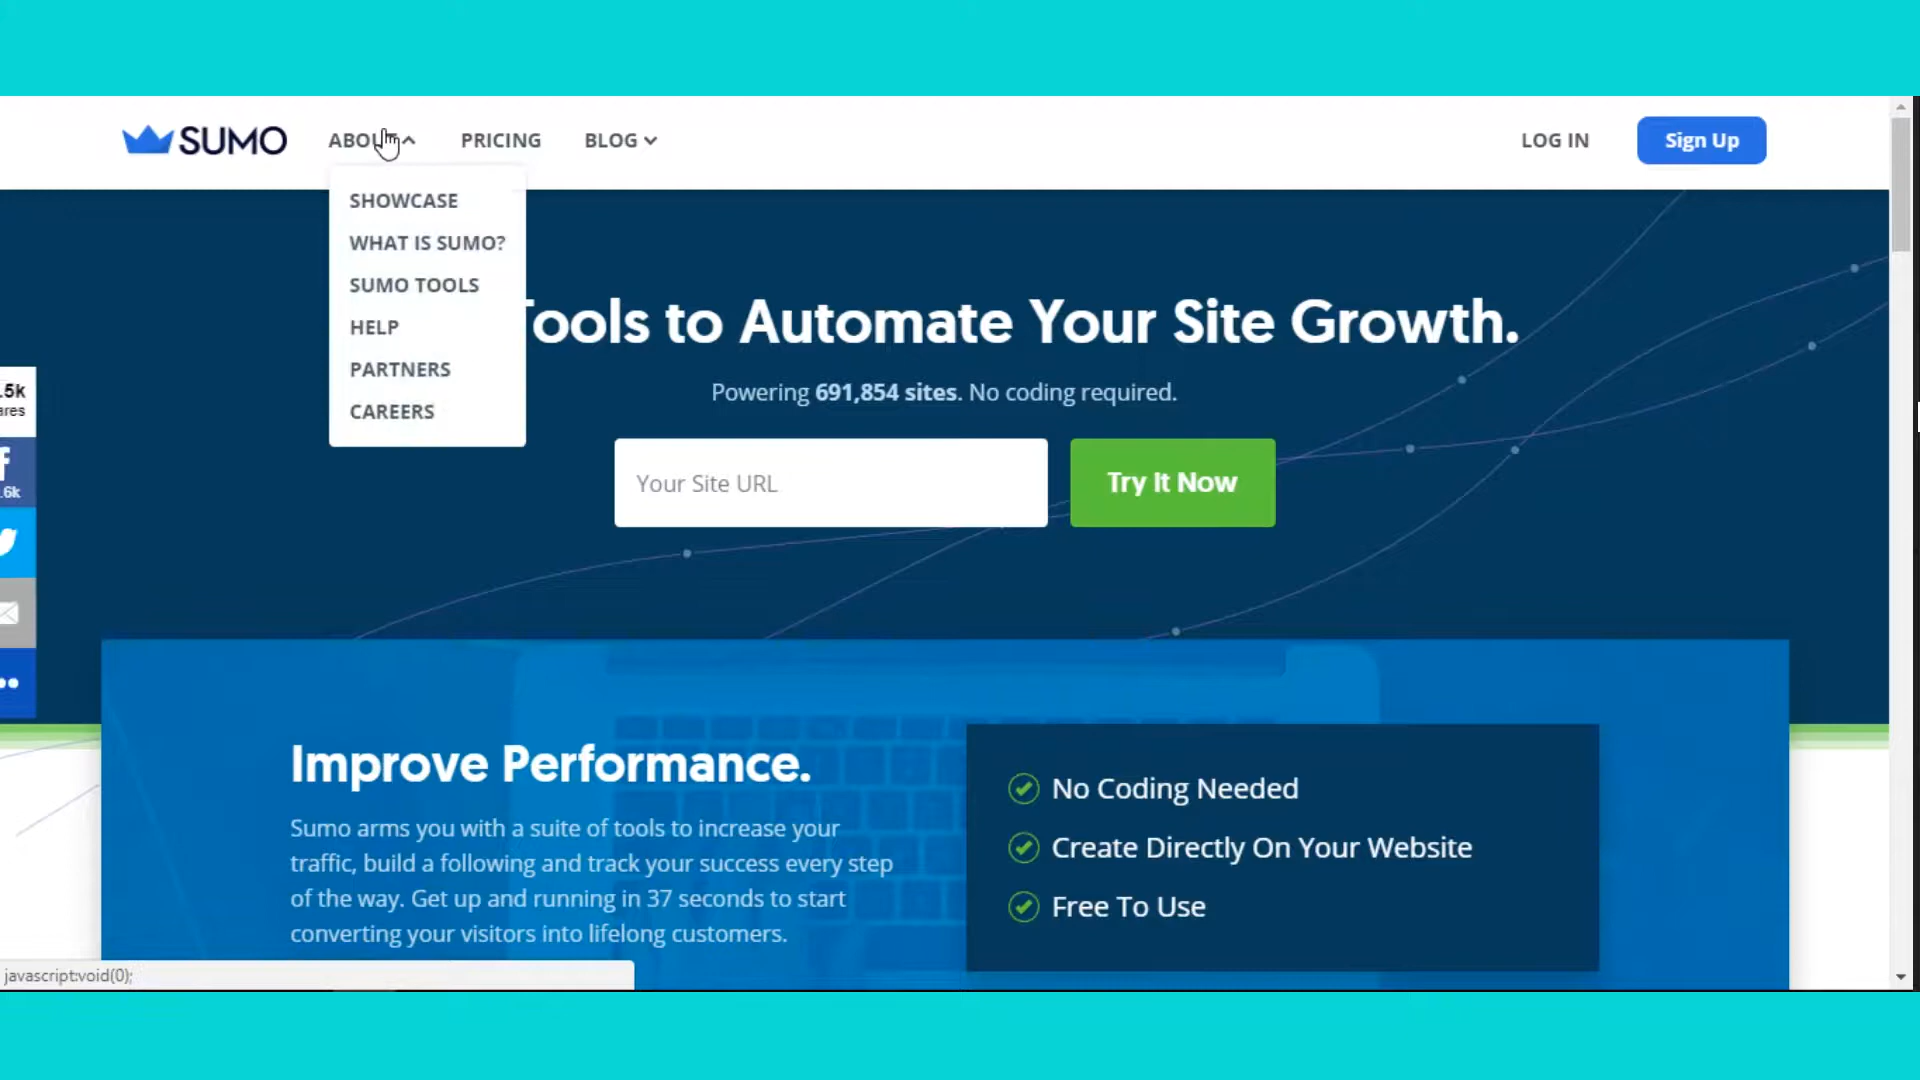 SUMO
ABOUT
PRICING
BLOG
LOG IN
Sign Up
SHOWCASE
WHAT IS SUMO?
SUMO TOOLS
HELP
PARTNERS
CAREERS
Tools to Automate Your Site Growth.
Powering 691,854 sites. No coding required.
Your Site URL
Try It Now
.5k
ares
.6k
Improve Performance.
Sumo arms you with a suite of tools to increase your
traffic, build a following and track your success every step
of the way. Get up and running in 37 seconds to start
converting your visitors into lifelong customers.
No Coding Needed
Create Directly On Your Website
Free To Use
javascript:void(0);